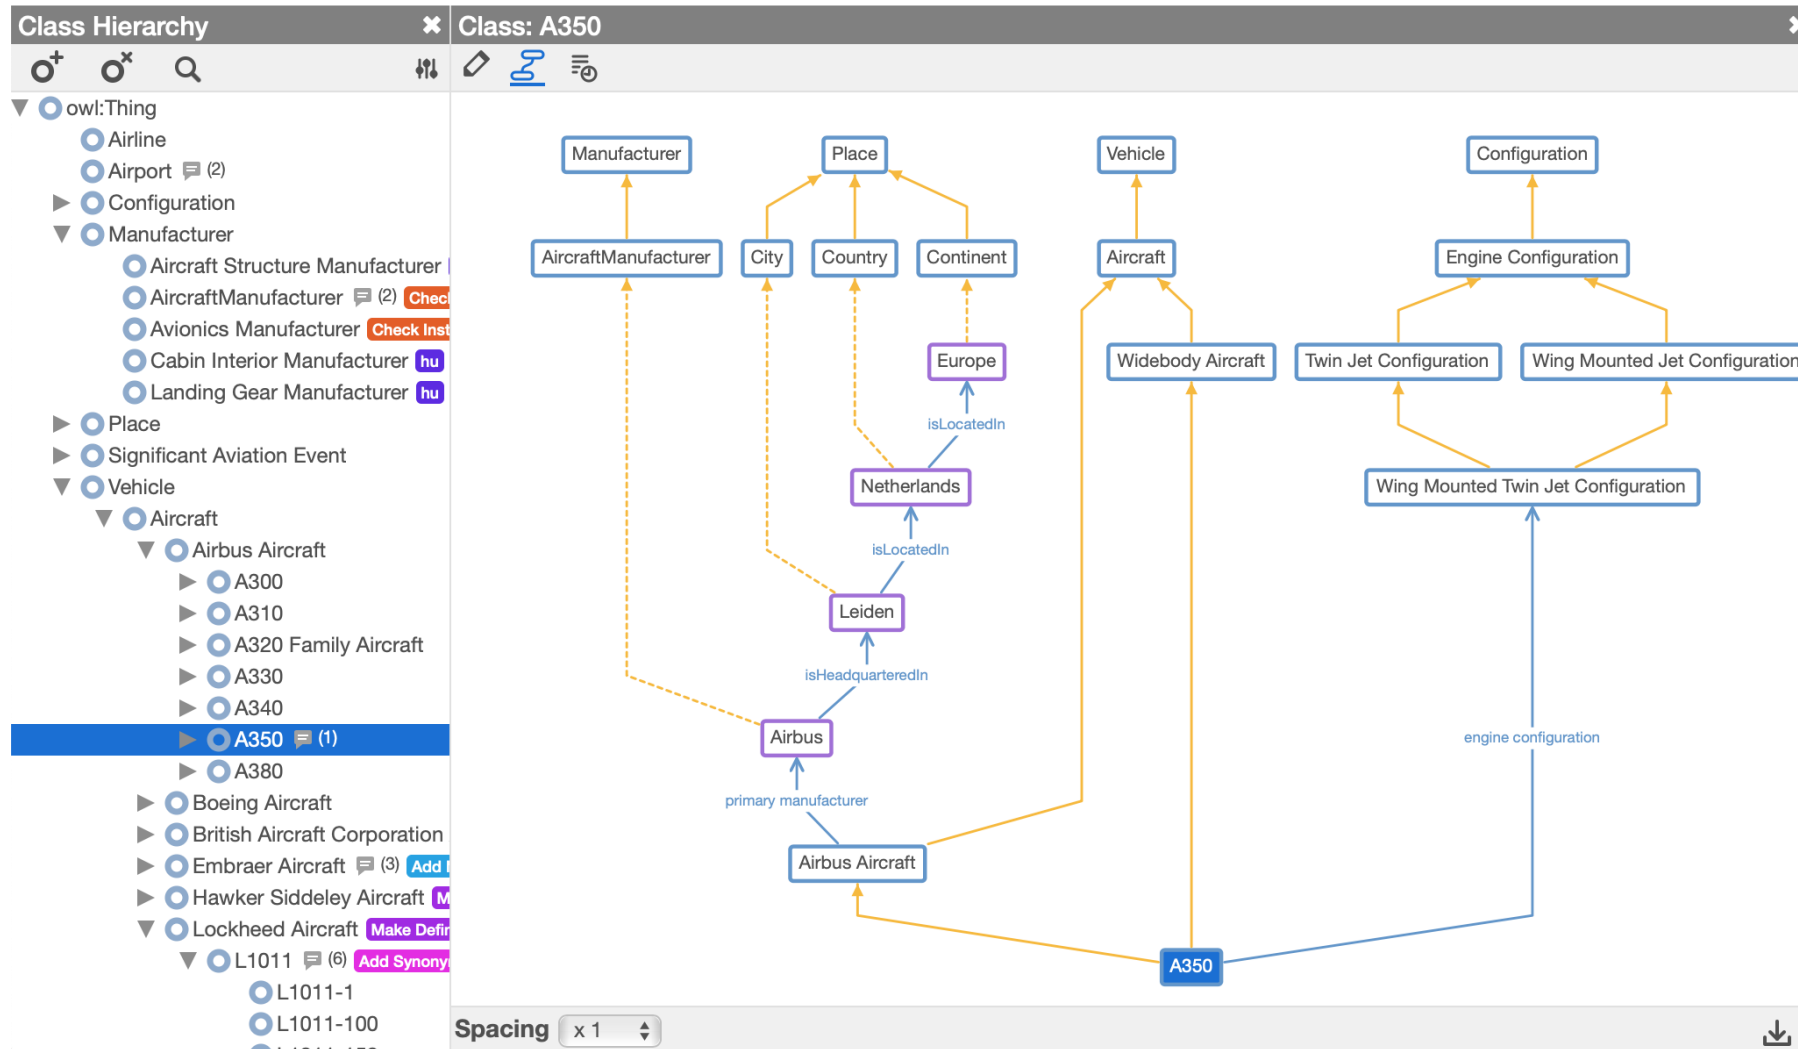 Class Hierarchy
owl:Thing
Airline
Airport (2)
Configuration
Manufacturer
Aircraft Structure Manufacturer
AircraftManufacturer (2)
Avionics Manufacturer
Cabin Interior Manufacturer hu
Landing Gear Manufacturer hu
Place
Significant Aviation Event
Vehicle
Aircraft
Airbus Aircraft
A300
A310
A320 Family Aircraft
A330
A340
A350 (1)
A380
Boeing Aircraft
British Aircraft Corporation
Embraer Aircraft (3) Add
Hawker Siddeley Aircraft
Lockheed Aircraft Make
L1011 (6) Add
L1011-1
L1011-100
Class: A350
Manufacturer Place Vehicle Configuration
AircraftManufacturer City Country Continent Aircraft Engine Configuration
Europe Widebody Aircraft Twin Jet Configuration Wing Mounted Jet Configuration
isLocatedIn
Netherlands Wing Mounted Twin Jet Configuration
isLocatedIn
Leiden
isHeadquarteredIn
Airbus engine configuration
primary manufacturer
Airbus Aircraft
A350
Spacing x 1